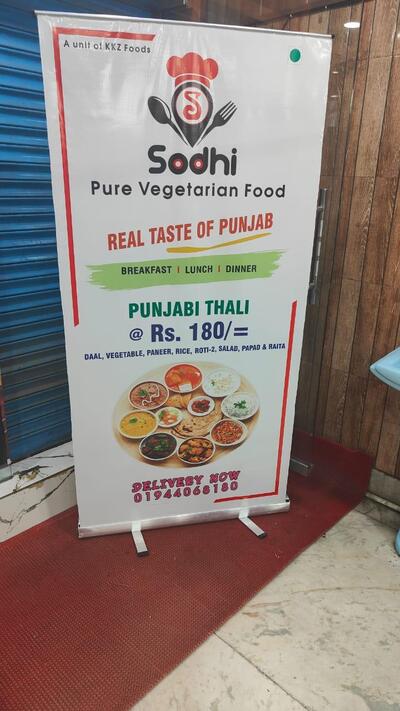 A unit of KKZ Foods
S
Sodhi
Pure Vegetarian Food
REAL TASTE OF PUNJAB
BREAKFAST | LUNCH | DINNER
PUNJABI THALI
@ Rs. 180/=
DAAL, VEGETABLE, PANEER, RICE, ROTI-2, SALAD, PAPAD & RAITA
DELIVERY NOW
01944068180